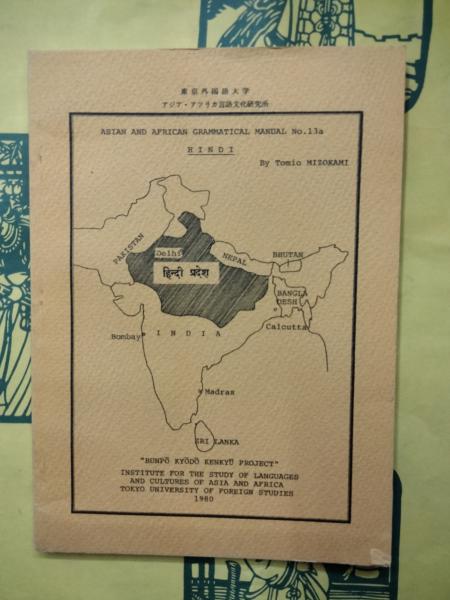 東京外国語大学
アジア・アフリカ言語文化研究所
ASIAN AND AFRICAN GRAMMATICAL MANUAL No.13a
HINDI
By Tomio MIZOKAMI
PAKISTAN
Delhi
हिन्दी प्रदेश
NEPAL
BHUTAN
BANGLA
DESH
Calcutta
Bombay
INDIA
Madras
SRI LANKA
"BUNPŌ KYŌDŌ KENKYŪ PROJECT"
INSTITUTE FOR THE STUDY OF LANGUAGES
AND CULTURES OF ASIA AND AFRICA
TOKYO UNIVERSITY OF FOREIGN STUDIES
1980